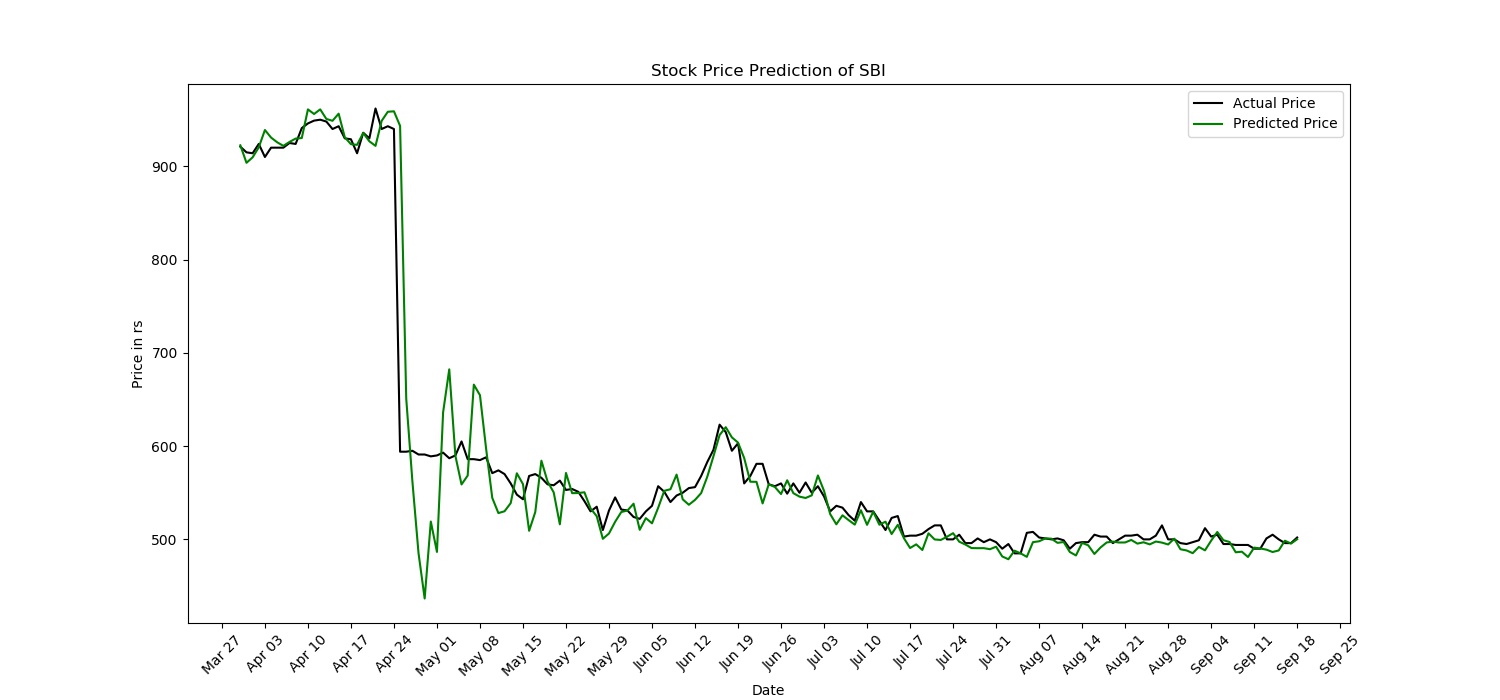 Stock Price Prediction of SBI
Actual Price
Predicted Price
900
800
700
600
500
Price in rs
Mar 27
Apr 03
Apr 10
Apr 17
Apr 24
May 01
May 08
May 15
May 22
May 29
Jun 05
Jun 12
Jun 19
Jun 26
Jul 03
Jul 10
Jul 17
Jul 24
Jul 31
Aug 07
Aug 14
Aug 21
Aug 28
Sep 04
Sep 11
Sep 18
Sep 25
Date